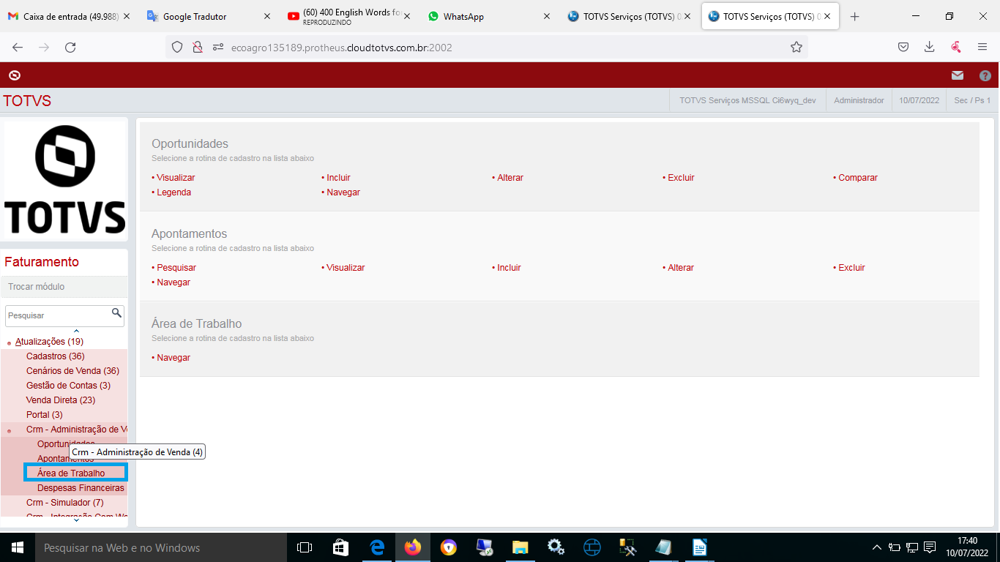 Caixa de entrada (49.988)
Google Tradutor
(60) 400 English Words fo
REPRODUZINDO
WhatsApp
TOTVS Serviços (TOTVS) 0
TOTVS Serviços (TOTVS) 0
ecoagro135189.protheus.cloudtotvs.com.br:2002
TOTVS
TOTVS Serviços MSSQL Ci6wyq_dev
Administrador
10/07/2022
Sec / Ps 1
TOTVS
Faturamento
Trocar módulo
Pesquisar
Atualizações (19)
Cadastros (36)
Cenários de Venda (36)
Gestão de Contas (3)
Venda Direta (23)
Portal (3)
Crm - Administração de Ve
Oportunidades
Crm - Administração de Venda (4)
Apontamentos
Área de Trabalho
Despesas Financeiras
Crm - Simulador (7)
Crm - Integração Com We
Oportunidades
Selecione a rotina de cadastro na lista abaixo
• Visualizar
• Incluir
• Alterar
• Excluir
• Comparar
• Legenda
• Navegar
Apontamentos
Selecione a rotina de cadastro na lista abaixo
• Pesquisar
• Visualizar
• Incluir
• Alterar
• Excluir
• Navegar
Área de Trabalho
Selecione a rotina de cadastro na lista abaixo
• Navegar
Pesquisar na Web e no Windows
17:40
10/07/2022